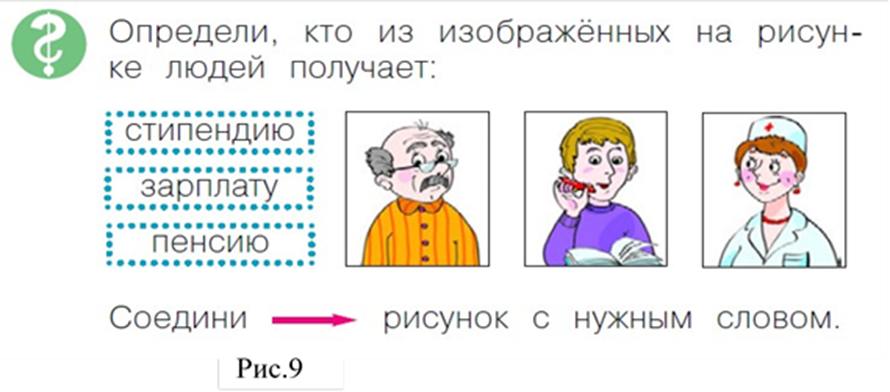 Определи, кто из изображённых на рисун-
ке людей получает:
стипендию
зарплату
пенсию
Соедини рисунок с нужным словом.
Рис.9